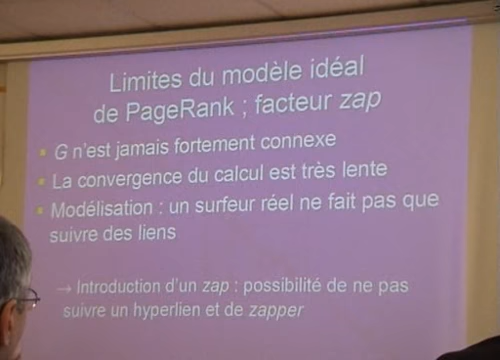 Limites du modèle idéal
de PageRank ; facteur zap
G n'est jamais fortement connexe
La convergence du calcul est très lente
Modélisation : un surfeur réel ne fait pas que
suivre des liens
→ Introduction d'un zap : possibilité de ne pas
suivre un hyperlien et de zapper